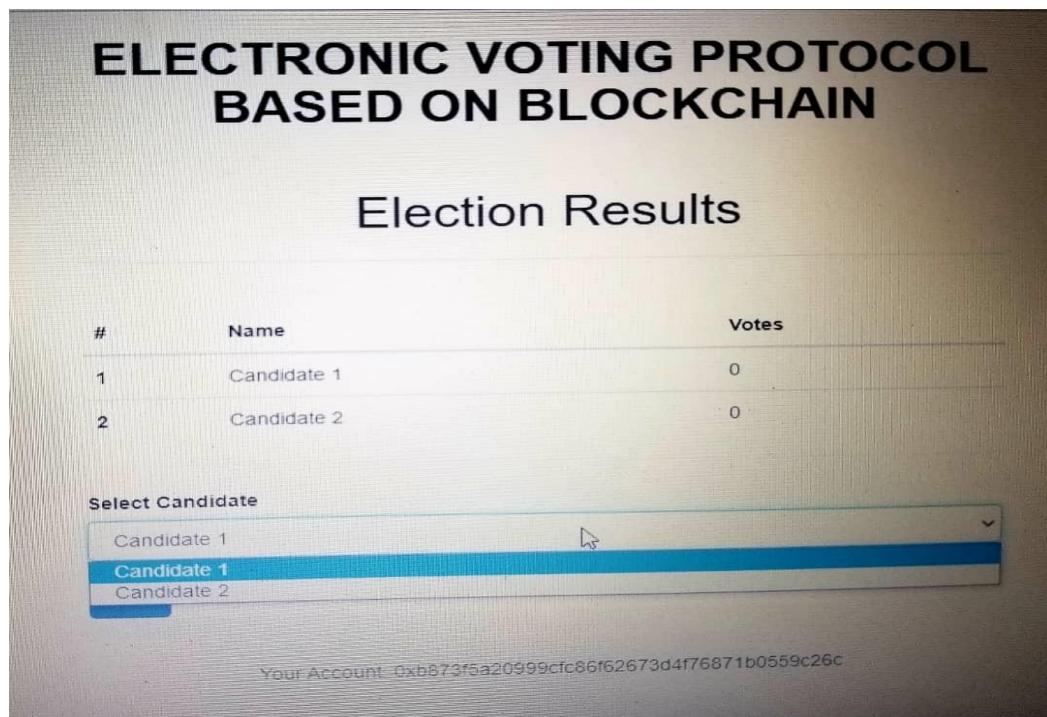 ELECTRONIC VOTING PROTOCOL
BASED ON BLOCKCHAIN
Election Results
# Name Votes
1 Candidate 1 0
2 Candidate 2 0
Select Candidate
Candidate 1
Candidate 1
Candidate 2
Your Account: 0xb873f5a20999cfc86f62673d4f76871b0559c26c